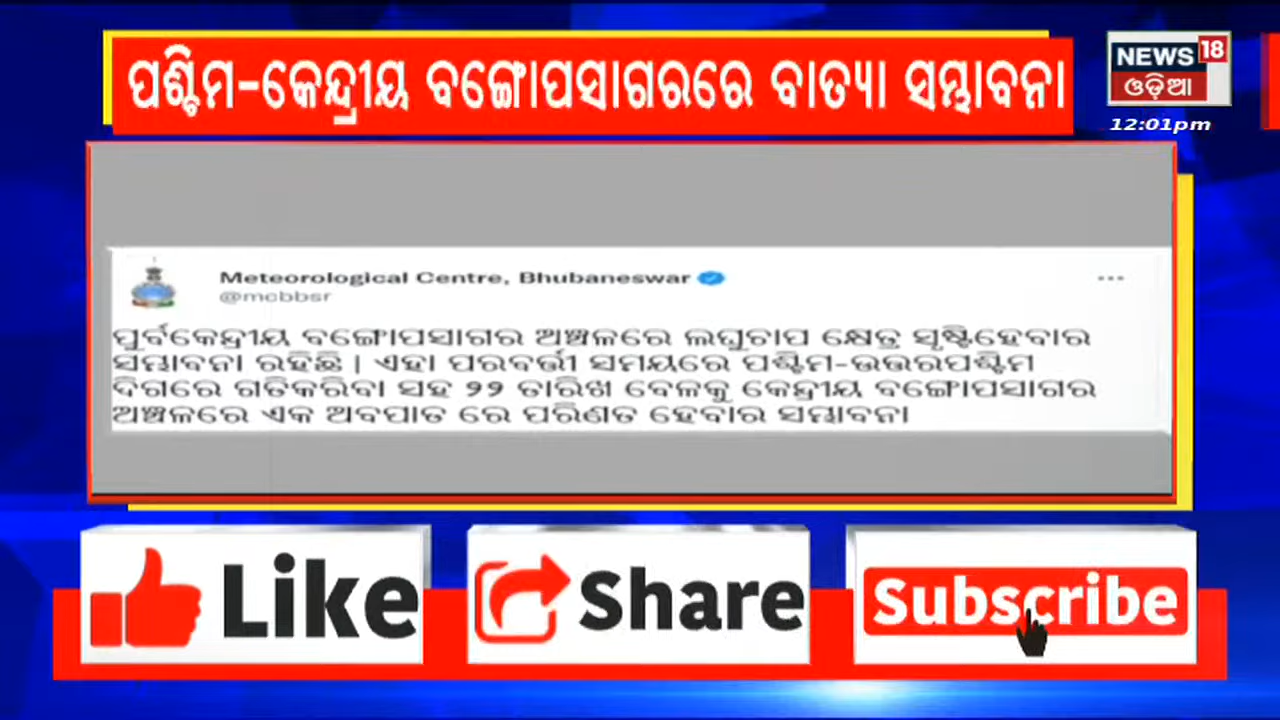 ପଶ୍ଚିମ-କେନ୍ଦ୍ରୀୟ ବଙ୍ଗୋପସାଗରରେ ବାତ୍ୟା ସମ୍ଭାବନା
NEWS 18
ଓଡ଼ିଆ
12:01pm
Meteorological Centre, Bhubaneswar
@mcbbsr
ପୁର୍ବକେନ୍ଦ୍ରୀୟ ବଙ୍ଗୋପସାଗର ଅଞ୍ଚଳରେ ଲଘୁଚାପ କ୍ଷେତ୍ର ସୃଷ୍ଟିହେବାର
ସମ୍ଭାବନା ରହିଛି | ଏହା ପରବର୍ତ୍ତୀ ସମୟରେ ପଶ୍ଚିମ-ଉତ୍ତରପଶ୍ଚିମ
ଦିଗରେ ଗତିକରିବା ସହ ୨୨ ତାରିଖ ବେଳକୁ କେନ୍ଦ୍ରୀୟ ବଙ୍ଗୋପସାଗର
ଅଞ୍ଚଳରେ ଏକ ଅବପାତ ରେ ପରିଣତ ହେବାର ସମ୍ଭାବନା
Like
Share
Subscribe